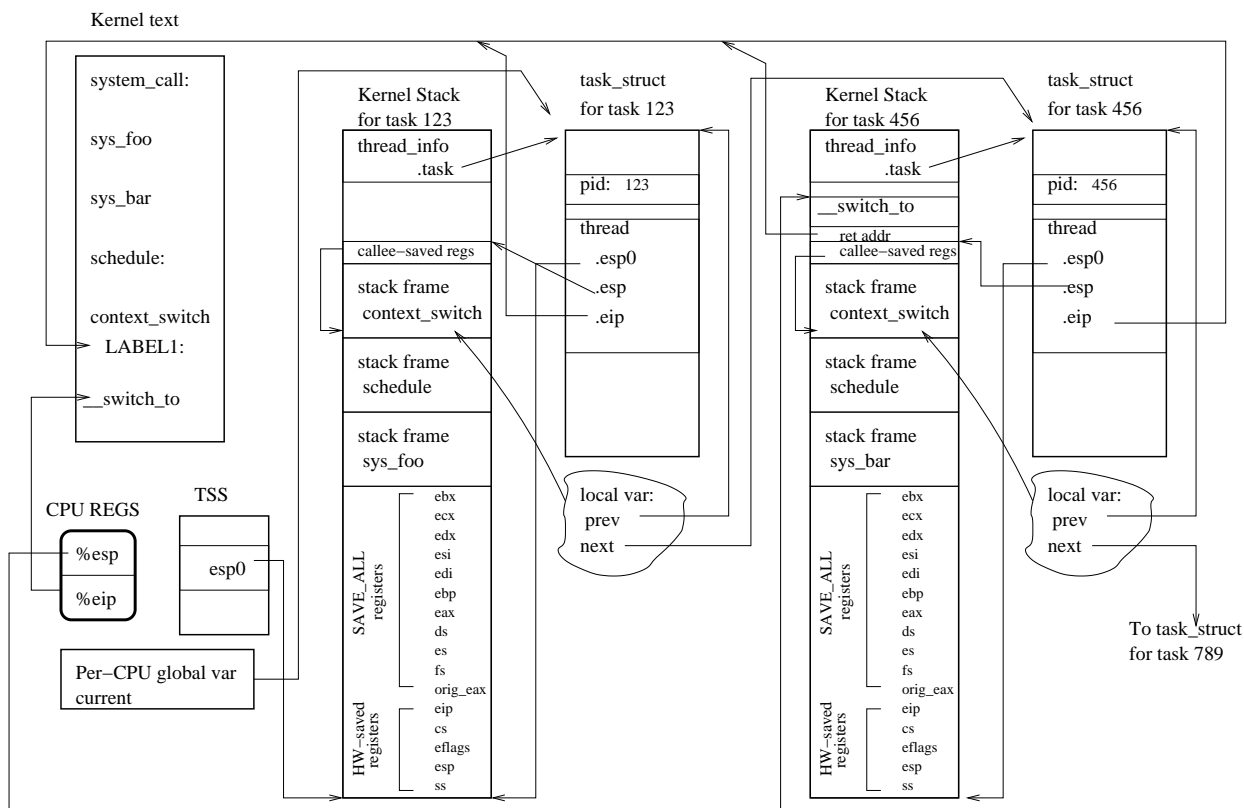 Kernel text
system_call:
sys_foo
sys_bar
schedule:
context_switch
LABEL1:
__switch_to
CPU REGS
%esp
%eip
TSS
esp0
Per−CPU global var
current
Kernel Stack
for task 123
thread_info
.task
callee−saved regs
stack frame
context_switch
stack frame
schedule
stack frame
sys_foo
SAVE_ALL
registers
ebx
ecx
edx
esi
edi
ebp
eax
ds
es
fs
orig_eax
HW−saved
registers
eip
cs
eflags
esp
ss
task_struct
for task 123
pid: 123
thread
.esp0
.esp
.eip
local var:
prev
next
Kernel Stack
for task 456
thread_info
.task
__switch_to
ret addr
callee−saved regs
stack frame
context_switch
stack frame
schedule
stack frame
sys_bar
SAVE_ALL
registers
ebx
ecx
edx
esi
edi
ebp
eax
ds
es
fs
orig_eax
HW−saved
registers
eip
cs
eflags
esp
ss
task_struct
for task 456
pid: 456
thread
.esp0
.esp
.eip
local var:
prev
next
To task_struct
for task 789